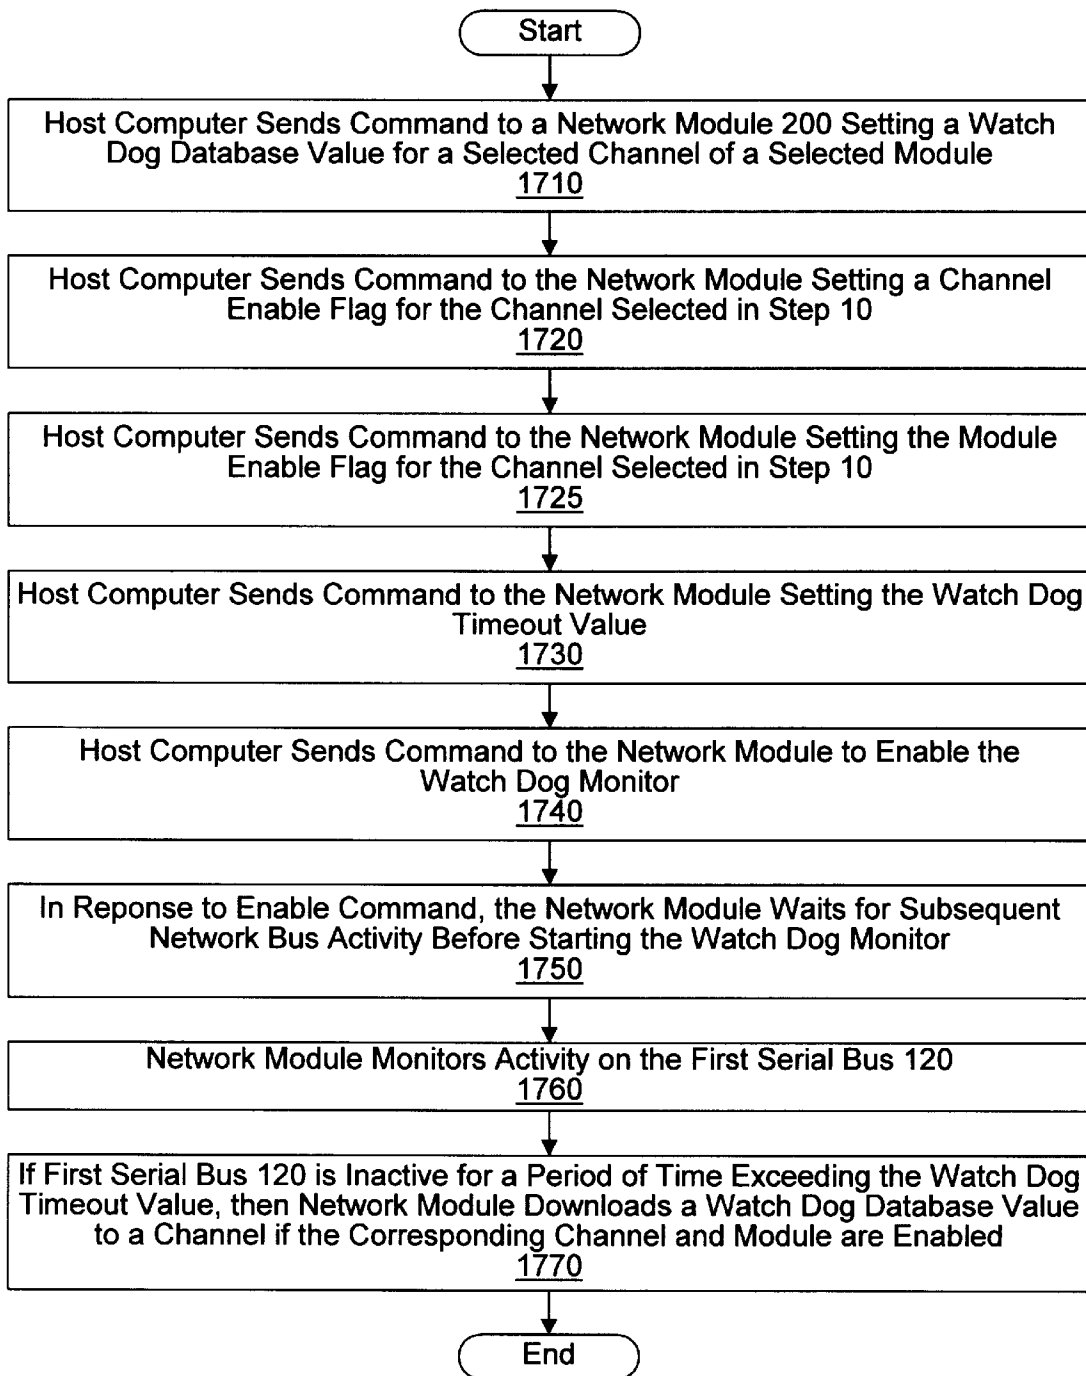 Start
Host Computer Sends Command to a Network Module 200 Setting a Watch
Dog Database Value for a Selected Channel of a Selected Module
1710
Host Computer Sends Command to the Network Module Setting a Channel
Enable Flag for the Channel Selected in Step 10
1720
Host Computer Sends Command to the Network Module Setting the Module
Enable Flag for the Channel Selected in Step 10
1725
Host Computer Sends Command to the Network Module Setting the Watch Dog
Timeout Value
1730
Host Computer Sends Command to the Network Module to Enable the
Watch Dog Monitor
1740
In Reponse to Enable Command, the Network Module Waits for Subsequent
Network Bus Activity Before Starting the Watch Dog Monitor
1750
Network Module Monitors Activity on the First Serial Bus 120
1760
If First Serial Bus 120 is Inactive for a Period of Time Exceeding the Watch Dog
Timeout Value, then Network Module Downloads a Watch Dog Database Value
to a Channel if the Corresponding Channel and Module are Enabled
1770
End